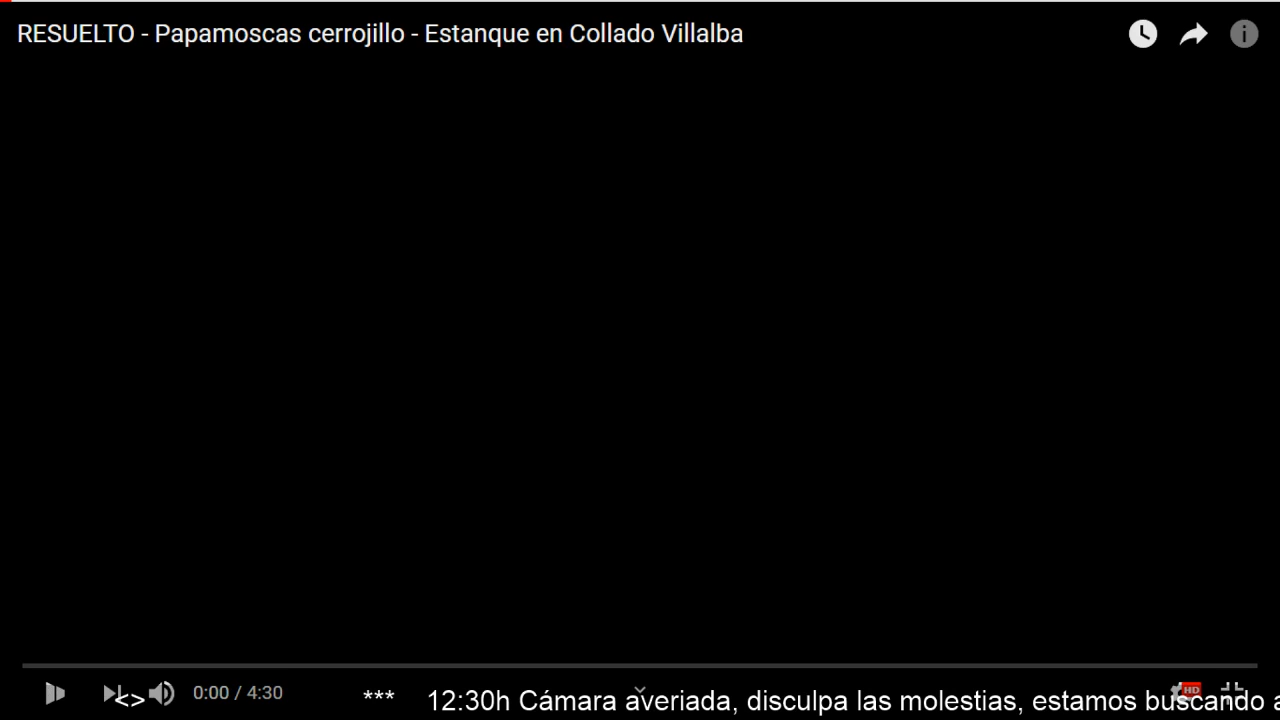 RESUELTO - Papamoscas cerrojillo - Estanque en Collado Villalba
0:00 / 4:30
<>
*** 12:30h Cámara averiada, disculpa las molestias, estamos buscando a
HD